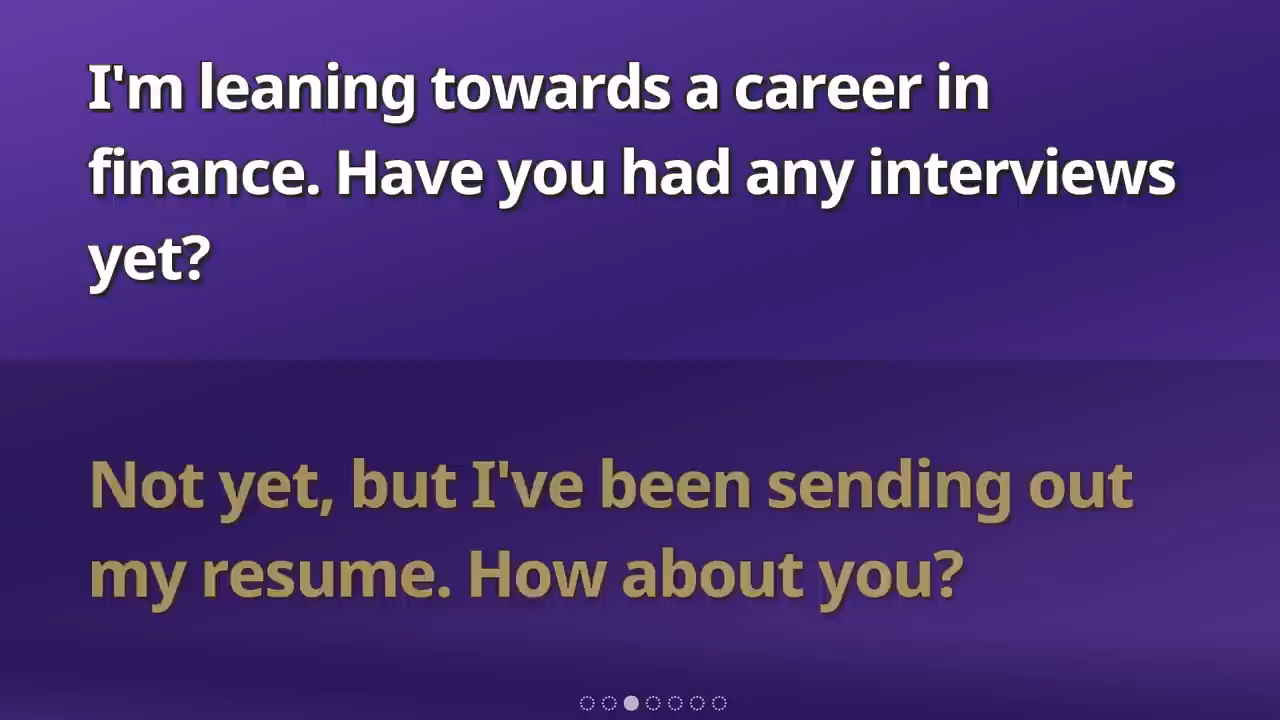 I'm leaning towards a career in
finance. Have you had any interviews
yet?
Not yet, but I've been sending out
my resume. How about you?